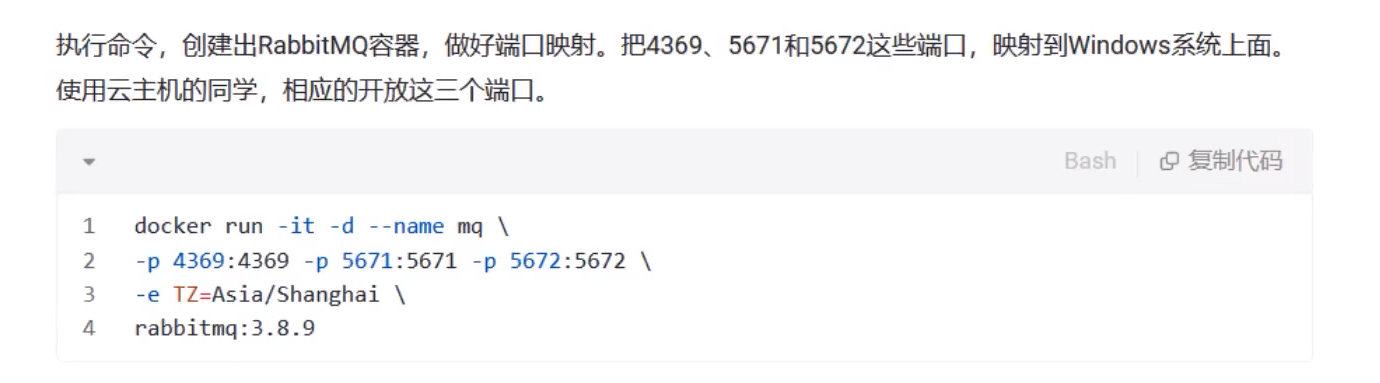 执行命令，创建出RabbitMQ容器，做好端口映射。把4369、5671和5672这些端口，映射到Windows系统上面。
使用云主机的同学，相应的开放这三个端口。
Bash 复制代码
1 docker run -it -d --name mq \
2 -p 4369:4369 -p 5671:5671 -p 5672:5672 \
3 -e TZ=Asia/Shanghai \
4 rabbitmq:3.8.9